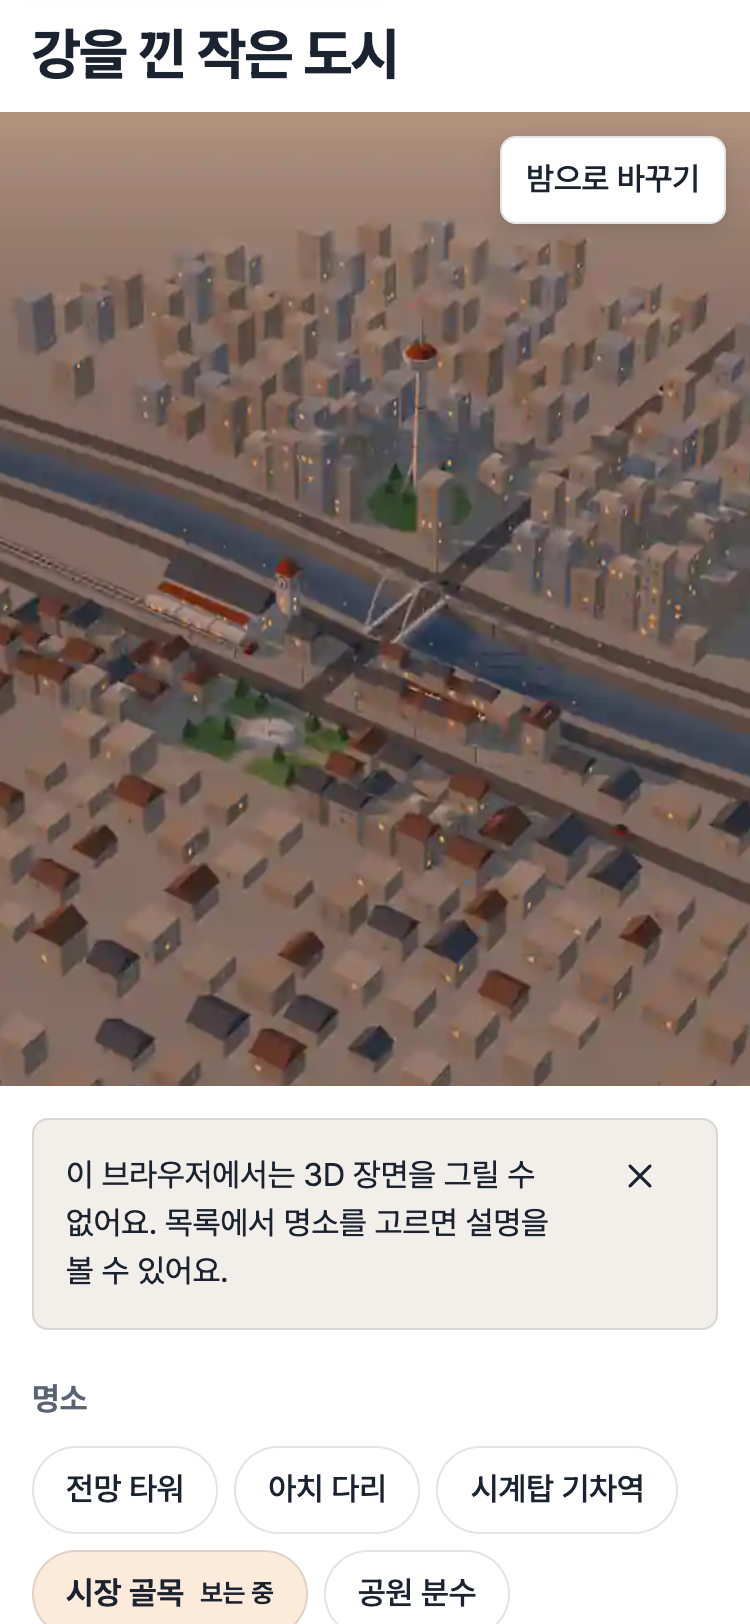 강을 낀 작은 도시
밤으로 바꾸기
이 브라우저에서는 3D 장면을 그릴 수
없어요. 목록에서 명소를 고르면 설명을
볼 수 있어요.
명소
전망 타워
아치 다리
시계탑 기차역
시장 골목 보는 중
공원 분수